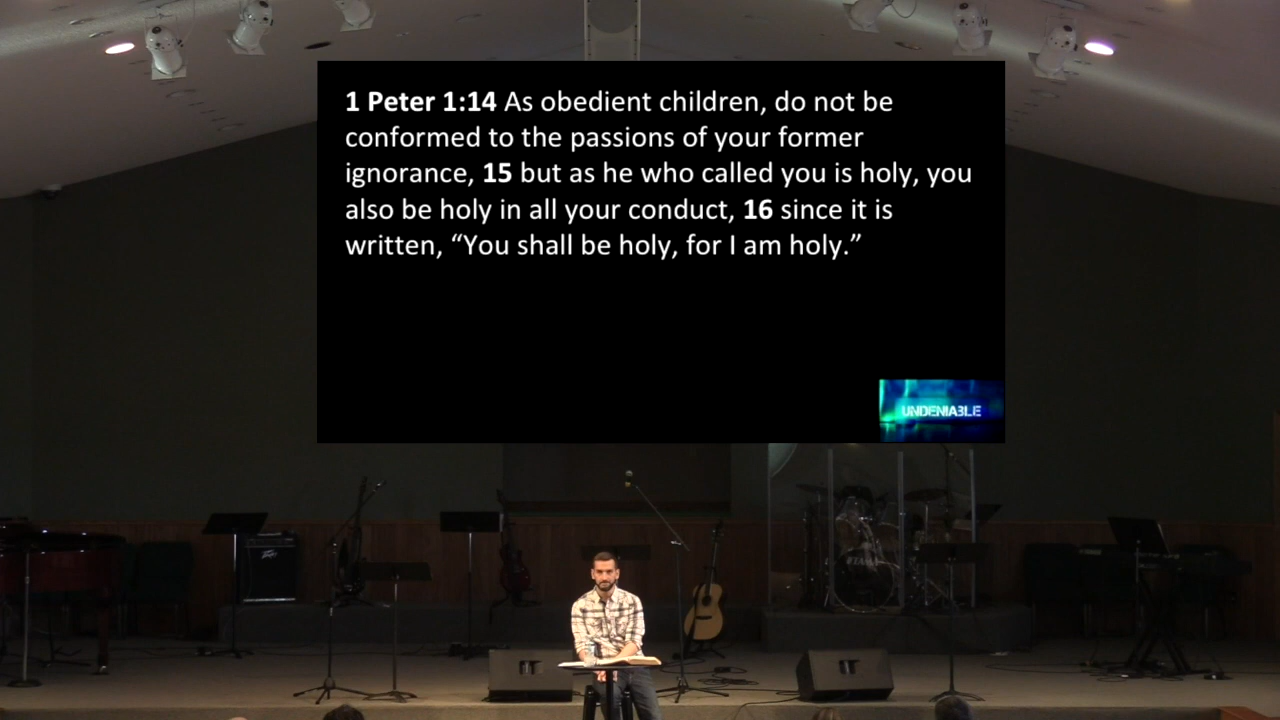 1 Peter 1:14 As obedient children, do not be
conformed to the passions of your former
ignorance, 15 but as he who called you is holy, you
also be holy in all your conduct, 16 since it is
written, “You shall be holy, for I am holy.”
UNDENIABLE
PEAVEY
TAMA